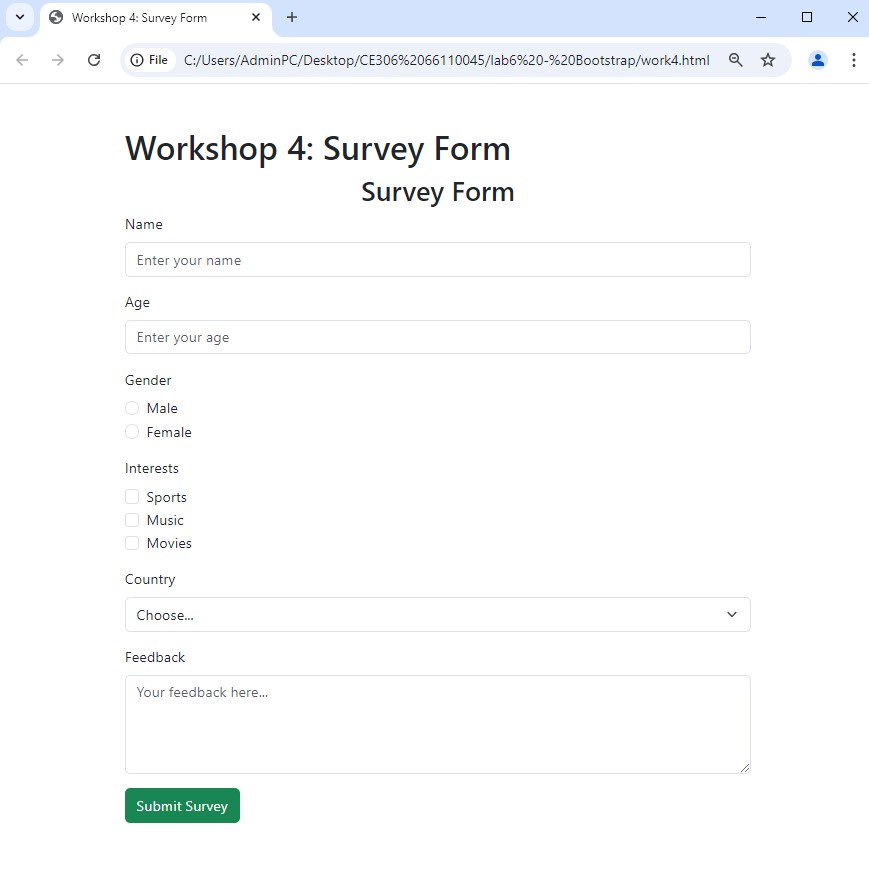 Workshop 4: Survey Form
File C:/Users/AdminPC/Desktop/CE306%2066110045/lab6%20-%20Bootstrap/work4.html
Workshop 4: Survey Form
Survey Form
Name
Enter your name
Age
Enter your age
Gender
Male
Female
Interests
Sports
Music
Movies
Country
Choose...
Feedback
Your feedback here...
Submit Survey